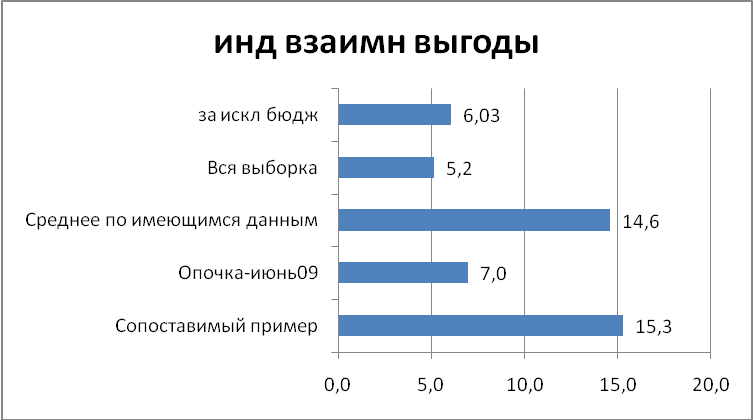 инд взаимн выгоды
за искл бюдж 6,03
Вся выборка 5,2
Среднее по имеющимся данным 14,6
Опочка-июнь09 7,0
Сопоставимый пример 15,3
0,0 5,0 10,0 15,0 20,0